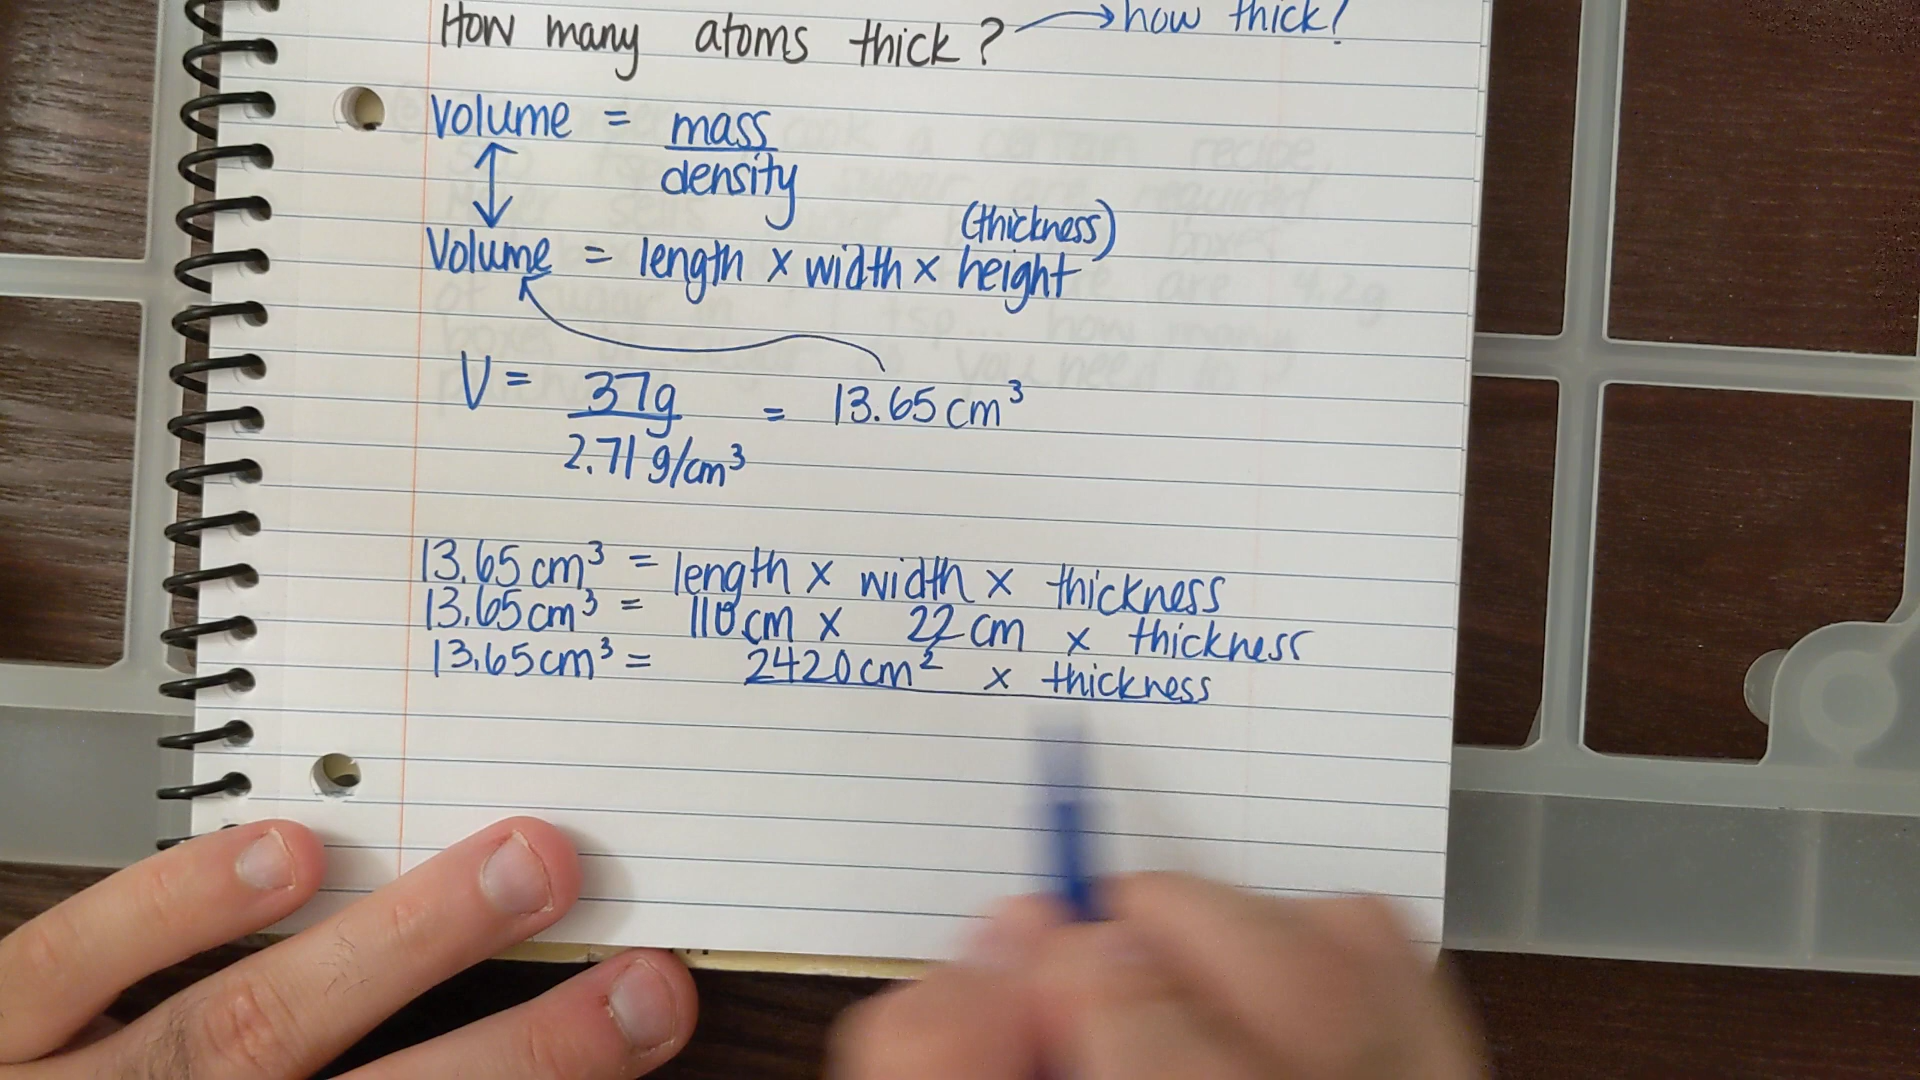 How many atoms thick? → how thick?
Volume = mass
density
(thickness)
Volume = length x width x height
V = 37g = 13.65 cm³
2.71 g/cm³
13.65 cm³ = length x width x thickness
13.65 cm³ = 110 cm x 22 cm x thickness
13.65 cm³ = 2420 cm² x thickness